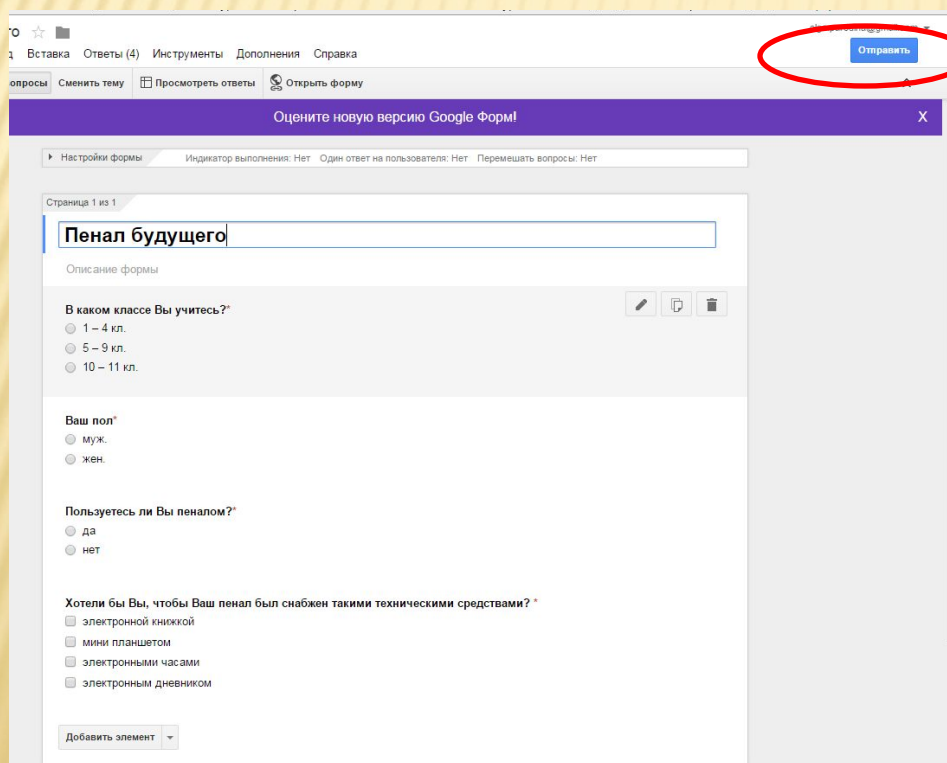 го
Вставка Ответы (4) Инструменты Дополнения Справка
Отправить
опросы Сменить тему Просмотреть ответы Открыть форму
Оцените новую версию Google Форм! X
Настройки формы Индикатор выполнения: Нет Один ответ на пользователя: Нет Перемешать вопросы: Нет
Страница 1 из 1
Пенал будущего
Описание формы
В каком классе Вы учитесь?*
1 – 4 кл.
5 – 9 кл.
10 – 11 кл.
Ваш пол*
муж.
жен.
Пользуетесь ли Вы пеналом?*
да
нет
Хотели бы Вы, чтобы Ваш пенал был снабжен такими техническими средствами? *
электронной книжкой
мини планшетом
электронными часами
электронным дневником
Добавить элемент